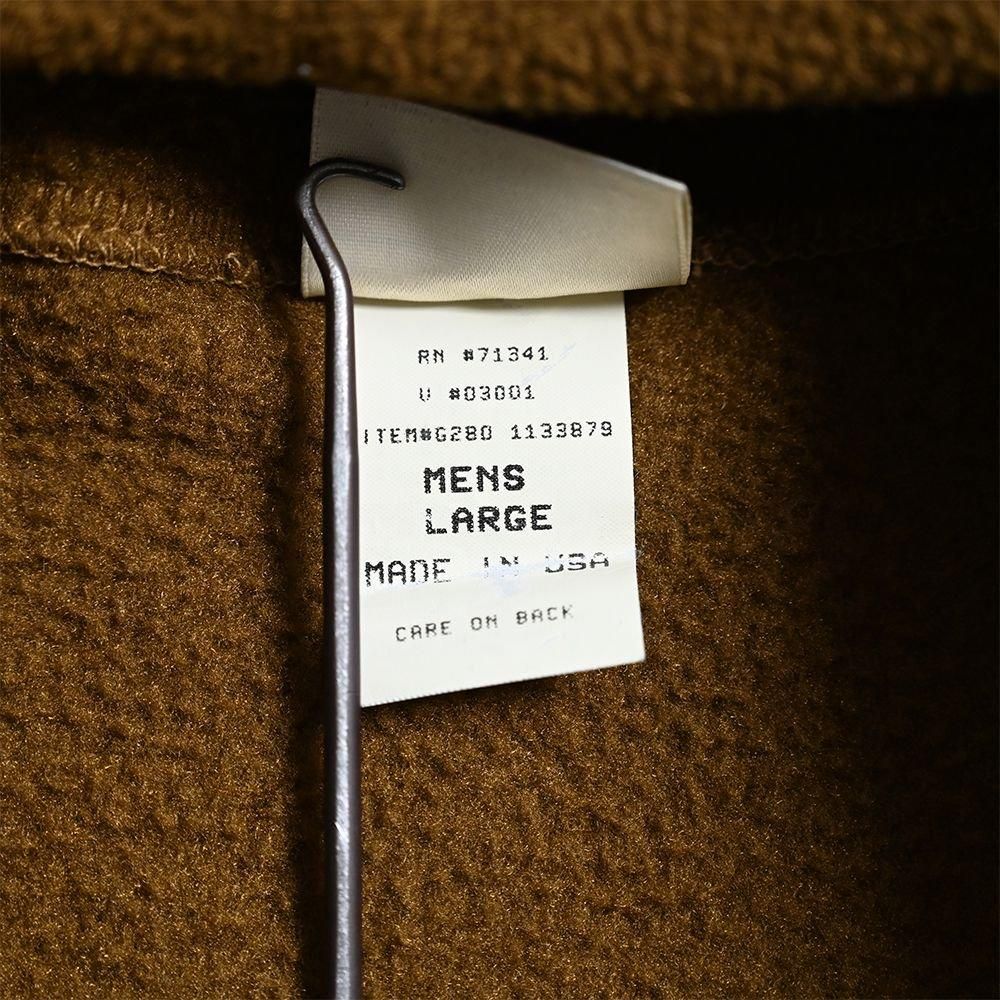 RN #71341
V #03001
ITEM#G280 1133879
MENS
LARGE
MADE IN USA
CARE ON BACK